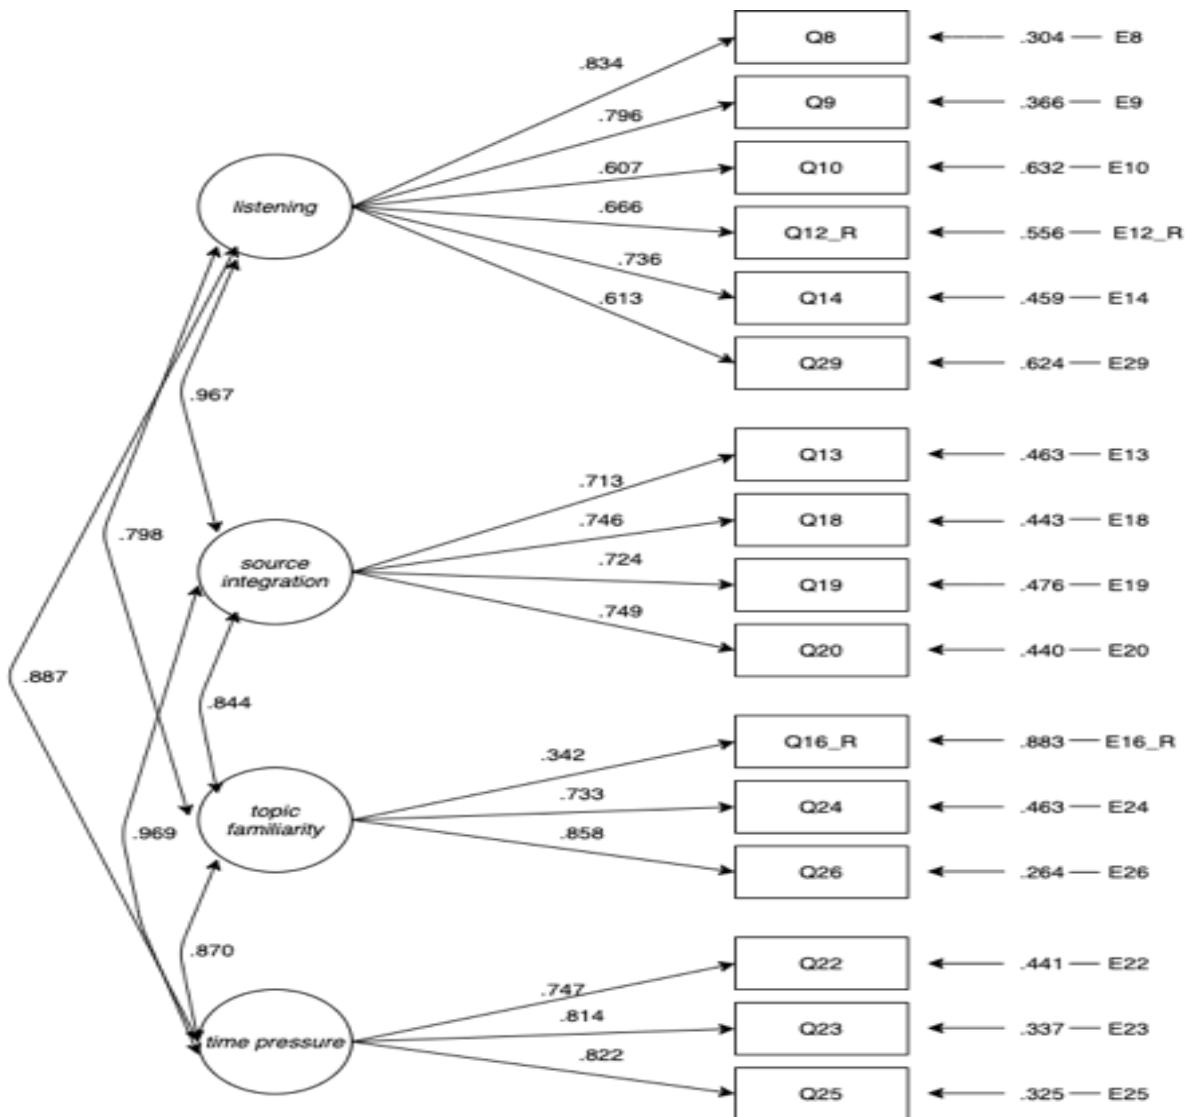 Q8 .304 E8
.834
Q9 .366 E9
.796
Q10 .632 E10
.607
listening
.666
Q12_R .556 E12_R
.736
Q14 .459 E14
.613
Q29 .624 E29
.967
Q13 .463 E13
.713
Q18 .443 E18
.746
.798
source
integration
.724
Q19 .476 E19
.749
Q20 .440 E20
.887
.844
Q16_R .883 E16_R
.342
.733
Q24 .463 E24
topic
familiarity
.969
.858
Q26 .264 E26
.870
Q22 .441 E22
.747
.814
Q23 .337 E23
time pressure
.822
Q25 .325 E25